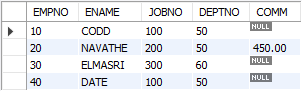 EMPNO ENAME JOBNO DEPTNO COMM
10 CODD 100 50 NULL
20 NAVATHE 200 50 450.00
30 ELMASRI 300 60 NULL
40 DATE 100 50 NULL